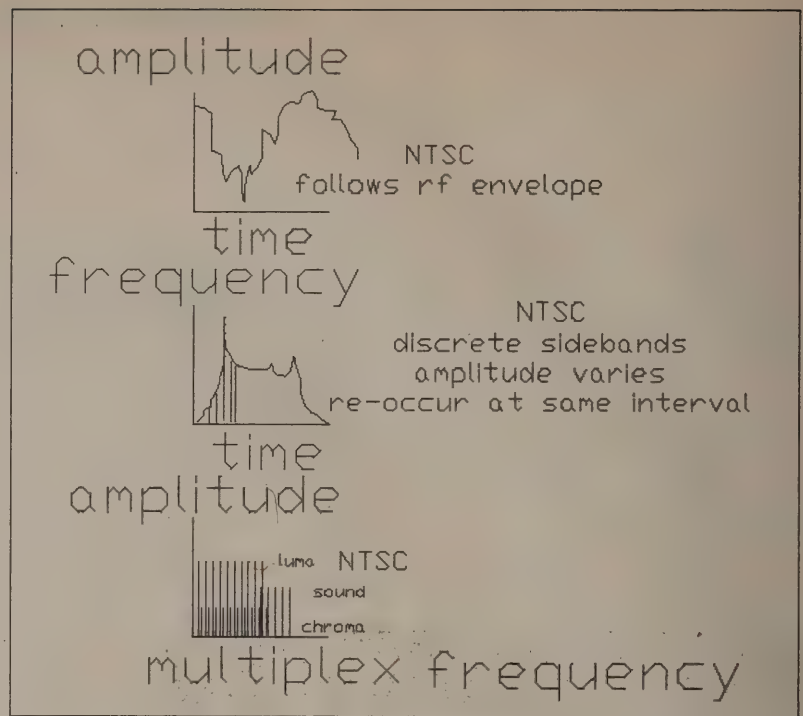 amplitude
NTSC
follows rf envelope
time
frequency
NTSC
discrete sidebands
amplitude varies
re-occur at same interval
time
amplitude
luma NTSC
sound
chroma
multiplex frequency